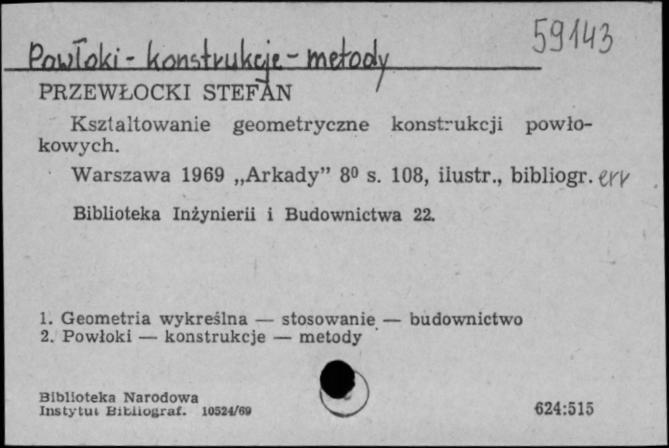 59143
Powłoki - konstrukcje - metody
PRZEWŁOCKI STEFAN
Kształtowanie geometryczne konstrukcji powło-
kowych.
Warszawa 1969 „Arkady” 8⁰ s. 108, ilustr., bibliogr. err
Biblioteka Inżynierii i Budownictwa 22.
1. Geometria wykreślna — stosowanie — budownictwo
2. Powłoki — konstrukcje — metody
Biblioteka Narodowa
Instytut Bibliograf. 10524/69
624:515